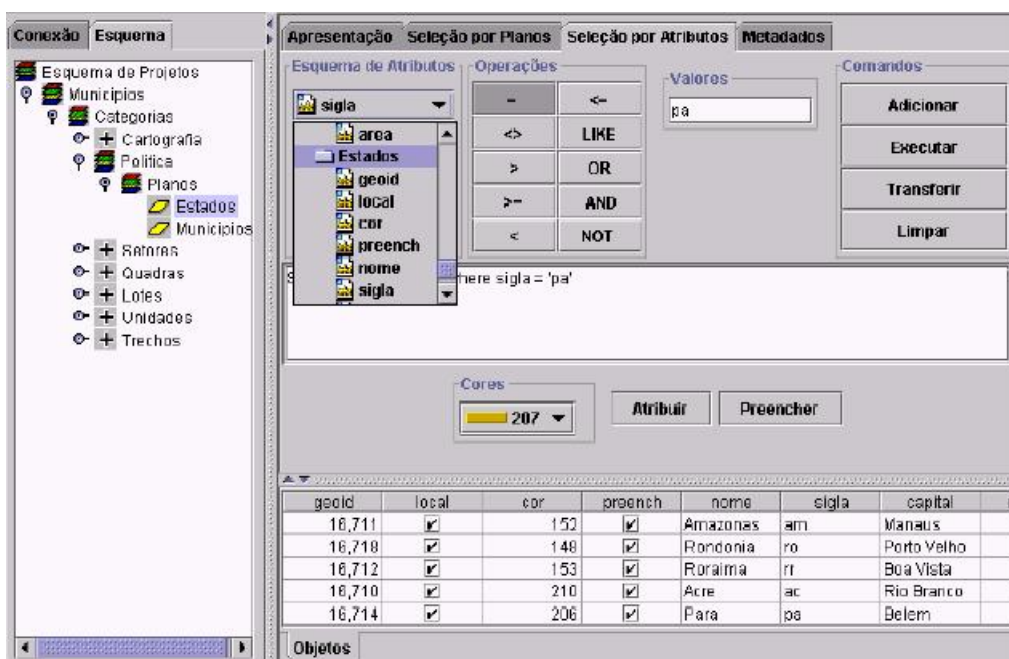 Conexão Esquema
Esquema de Projetos
Municipios
Categorias
Cartografia
Politica
Planos
Estados
Municipios
Setores
Quadras
Lotes
Unidades
Trechos
Apresentação Seleção por Planos Seleção por Atributos Metadados
Esquema de Atributos
sigla
area
Estados
geoid
local
cor
preench
nome
sigla
Operações
= <=
<> LIKE
> OR
>= AND
< NOT
Valores
pa
Comandos
Adicionar
Executar
Transferir
Limpar
sigla = 'pa'
Cores
207
Atribuir Preencher
geoid local cor preench nome sigla capital
16,711 152 Amazonas am Manaus
16,718 148 Rondonia ro Porto Velho
16,712 153 Roraima rr Boa Vista
16,710 210 Acre ac Rio Branco
16,714 206 Para pa Belem
Objetos